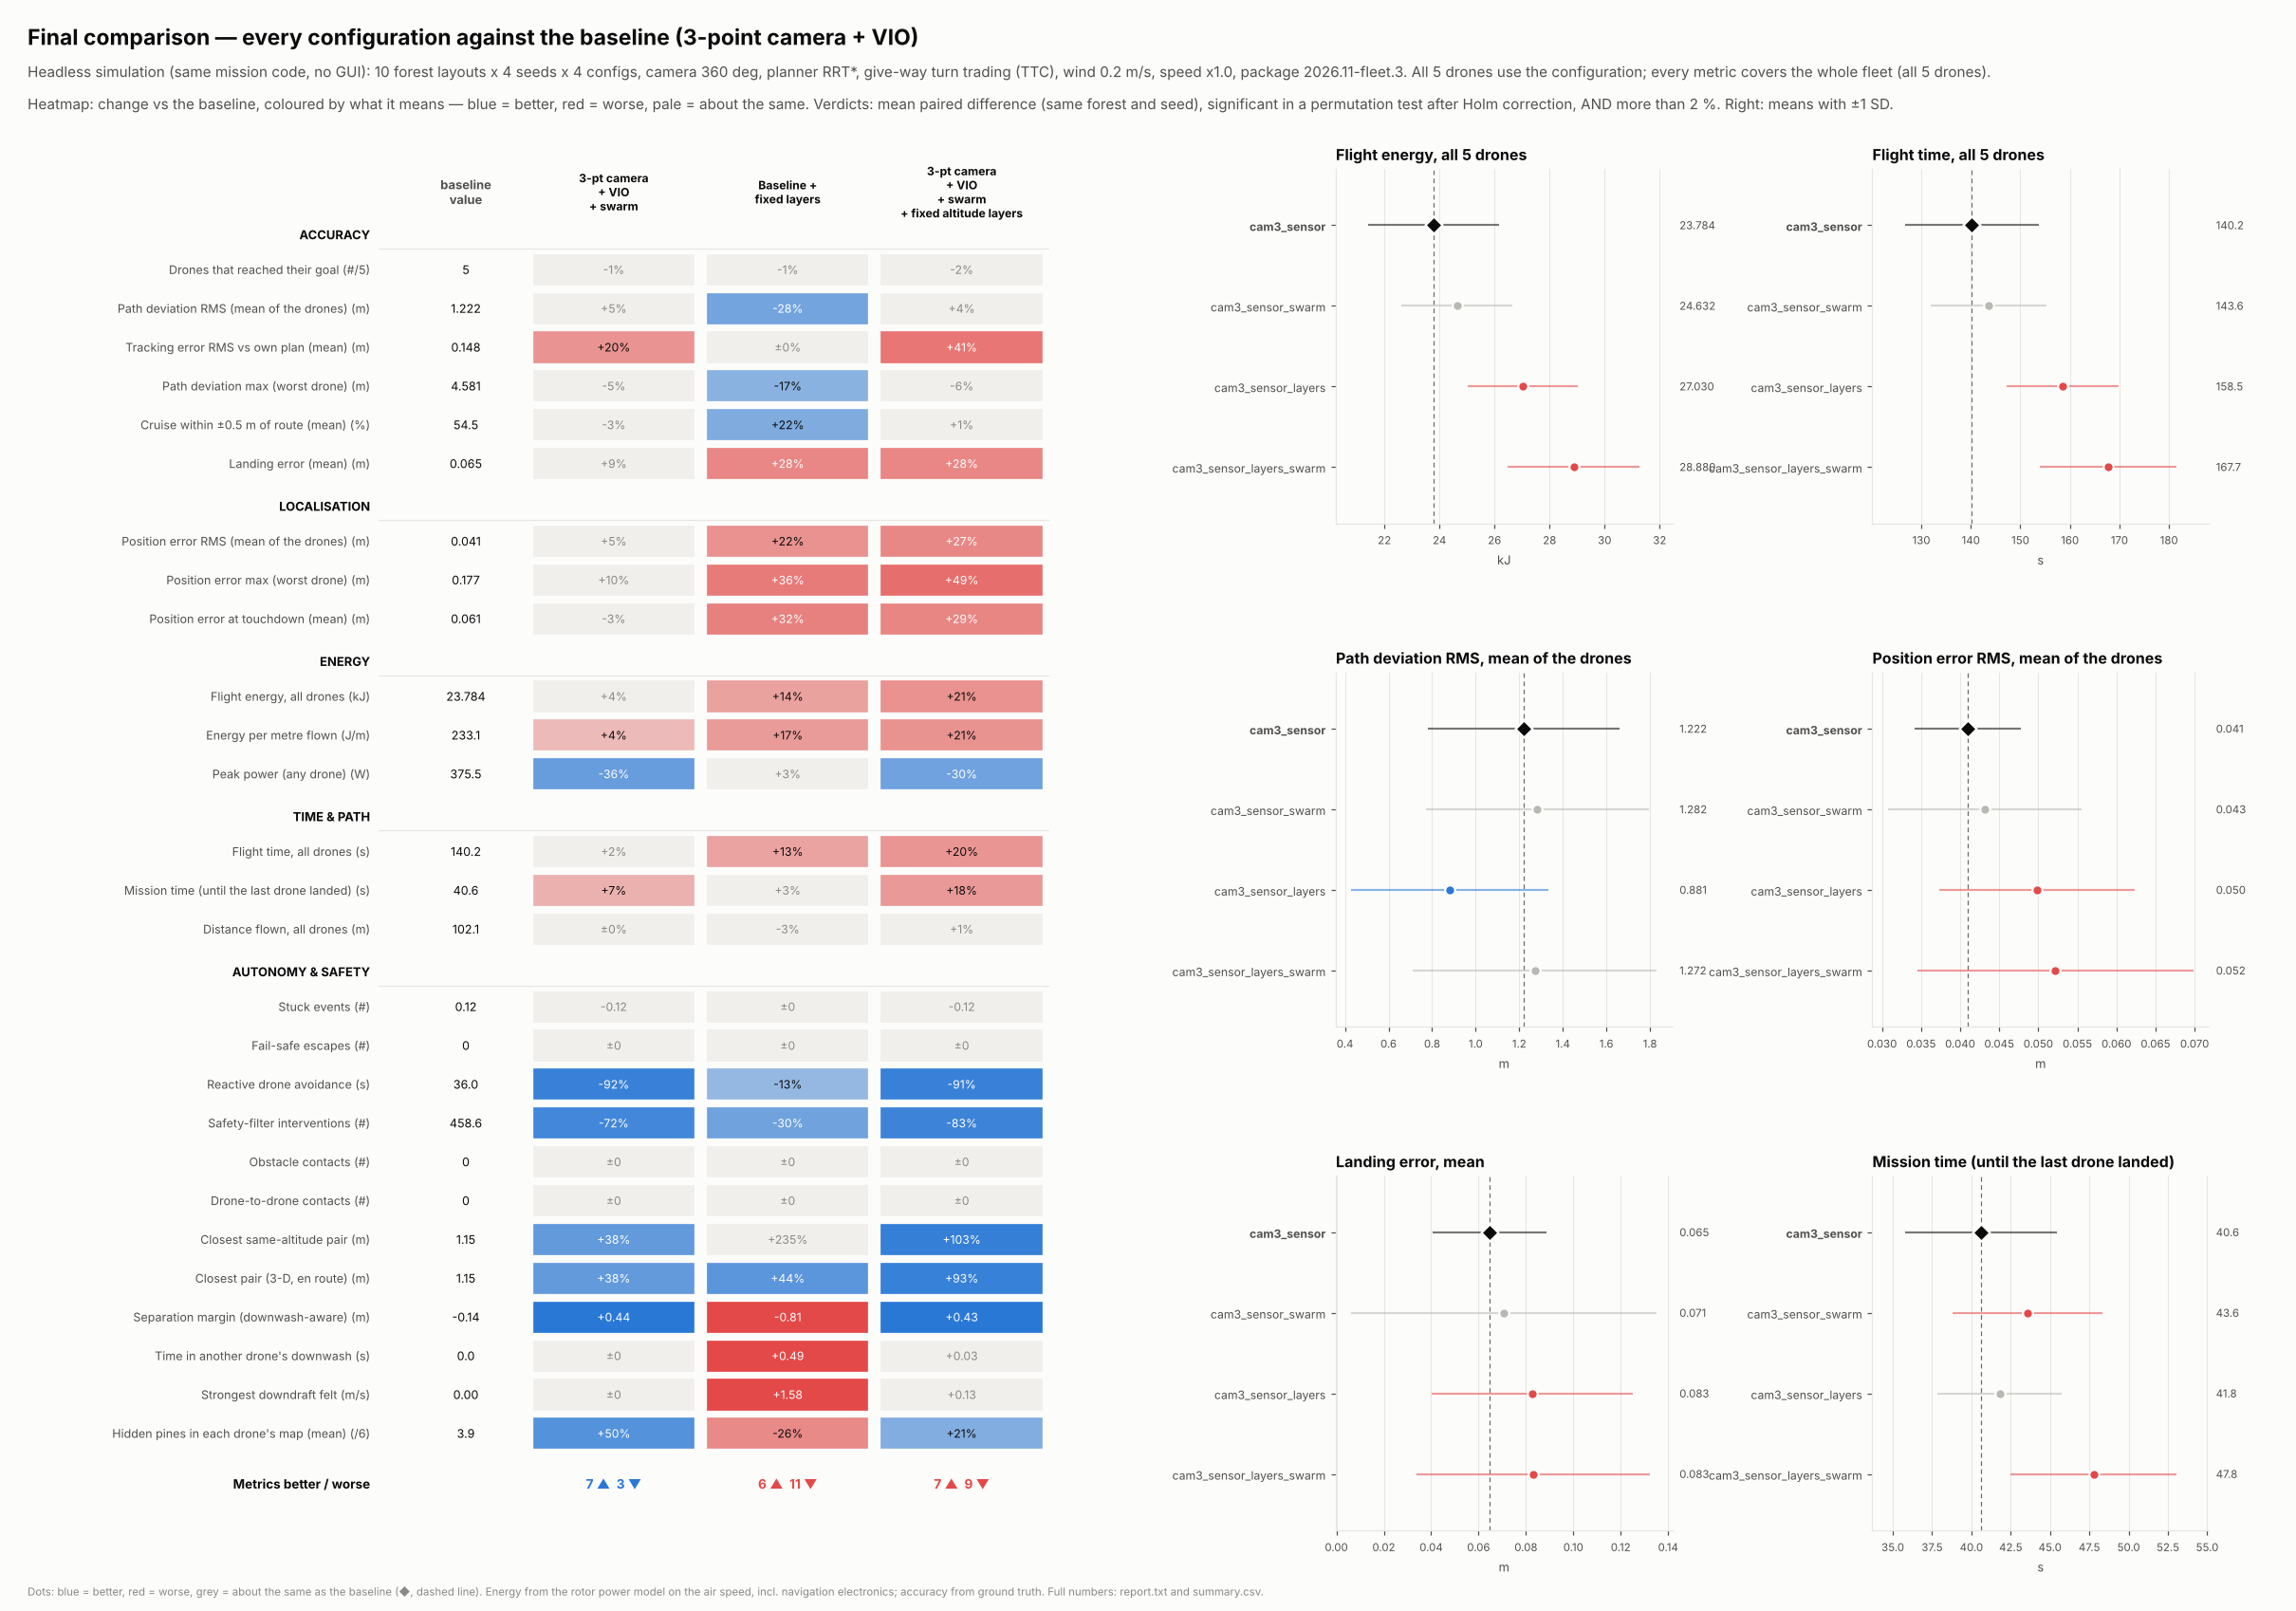 Final comparison — every configuration against the baseline (3-point camera + VIO)
Headless simulation (same mission code, no GUI): 10 forest layouts x 4 seeds x 4 configs, camera 360 deg, planner RRT*, give-way turn trading (TTC), wind 0.2 m/s, speed x1.0, package 2026.11-fleet.3. All 5 drones use the configuration; every metric covers the whole fleet (all 5 drones).
Heatmap: change vs the baseline, coloured by what it means — blue = better, red = worse, pale = about the same. Verdicts: mean paired difference (same forest and seed), significant in a permutation test after Holm correction, AND more than 2 %. Right: means with ±1 SD.
baseline
value
3-pt camera
+ VIO
+ swarm
Baseline +
fixed layers
3-pt camera
+ VIO
+ swarm
+ fixed altitude layers
ACCURACY
Drones that reached their goal (#/5) 5 -1% -1% -2%
Path deviation RMS (mean of the drones) (m) 1.222 +5% -28% +4%
Tracking error RMS vs own plan (mean) (m) 0.148 +20% ±0% +41%
Path deviation max (worst drone) (m) 4.581 -5% -17% -6%
Cruise within ±0.5 m of route (mean) (%) 54.5 -3% +22% +1%
Landing error (mean) (m) 0.065 +9% +28% +28%
LOCALISATION
Position error RMS (mean of the drones) (m) 0.041 +5% +22% +27%
Position error max (worst drone) (m) 0.177 +10% +36% +49%
Position error at touchdown (mean) (m) 0.061 -3% +32% +29%
ENERGY
Flight energy, all drones (kJ) 23.784 +4% +14% +21%
Energy per metre flown (J/m) 233.1 +4% +17% +21%
Peak power (any drone) (W) 375.5 -36% +3% -30%
TIME & PATH
Flight time, all drones (s) 140.2 +2% +13% +20%
Mission time (until the last drone landed) (s) 40.6 +7% +3% +18%
Distance flown, all drones (m) 102.1 ±0% -3% +1%
AUTONOMY & SAFETY
Stuck events (#) 0.12 -0.12 ±0 -0.12
Fail-safe escapes (#) 0 ±0 ±0 ±0
Reactive drone avoidance (s) 36.0 -92% -13% -91%
Safety-filter interventions (#) 458.6 -72% -30% -83%
Obstacle contacts (#) 0 ±0 ±0 ±0
Drone-to-drone contacts (#) 0 ±0 ±0 ±0
Closest same-altitude pair (m) 1.15 +38% +235% +103%
Closest pair (3-D, en route) (m) 1.15 +38% +44% +93%
Separation margin (downwash-aware) (m) -0.14 +0.44 -0.81 +0.43
Time in another drone's downwash (s) 0.0 ±0 +0.49 +0.03
Strongest downdraft felt (m/s) 0.00 ±0 +1.58 +0.13
Hidden pines in each drone's map (mean) (/6) 3.9 +50% -26% +21%
Metrics better / worse 7 ▲ 3 ▼ 6 ▲ 11 ▼ 7 ▲ 9 ▼
Flight energy, all 5 drones
cam3_sensor 23.784
cam3_sensor_swarm 24.632
cam3_sensor_layers 27.030
cam3_sensor_layers_swarm 28.880
22 24 26 28 30 32
kJ
Flight time, all 5 drones
cam3_sensor 140.2
cam3_sensor_swarm 143.6
cam3_sensor_layers 158.5
cam3_sensor_layers_swarm 167.7
130 140 150 160 170 180
s
Path deviation RMS, mean of the drones
cam3_sensor 1.222
cam3_sensor_swarm 1.282
cam3_sensor_layers 0.881
cam3_sensor_layers_swarm 1.272
0.4 0.6 0.8 1.0 1.2 1.4 1.6 1.8
m
Position error RMS, mean of the drones
cam3_sensor 0.041
cam3_sensor_swarm 0.043
cam3_sensor_layers 0.050
cam3_sensor_layers_swarm 0.052
0.030 0.035 0.040 0.045 0.050 0.055 0.060 0.065 0.070
m
Landing error, mean
cam3_sensor 0.065
cam3_sensor_swarm 0.071
cam3_sensor_layers 0.083
cam3_sensor_layers_swarm 0.083
0.00 0.02 0.04 0.06 0.08 0.10 0.12 0.14
m
Mission time (until the last drone landed)
cam3_sensor 40.6
cam3_sensor_swarm 43.6
cam3_sensor_layers 41.8
cam3_sensor_layers_swarm 47.8
35.0 37.5 40.0 42.5 45.0 47.5 50.0 52.5 55.0
s
Dots: blue = better, red = worse, grey = about the same as the baseline (◆, dashed line). Energy from the rotor power model on the air speed, incl. navigation electronics; accuracy from ground truth. Full numbers: report.txt and summary.csv.